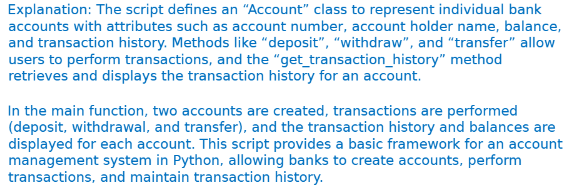 Explanation: The script defines an “Account” class to represent individual bank
accounts with attributes such as account number, account holder name, balance,
and transaction history. Methods like “deposit”, “withdraw”, and “transfer” allow
users to perform transactions, and the “get_transaction_history” method
retrieves and displays the transaction history for an account.
In the main function, two accounts are created, transactions are performed
(deposit, withdrawal, and transfer), and the transaction history and balances are
displayed for each account. This script provides a basic framework for an account
management system in Python, allowing banks to create accounts, perform
transactions, and maintain transaction history.